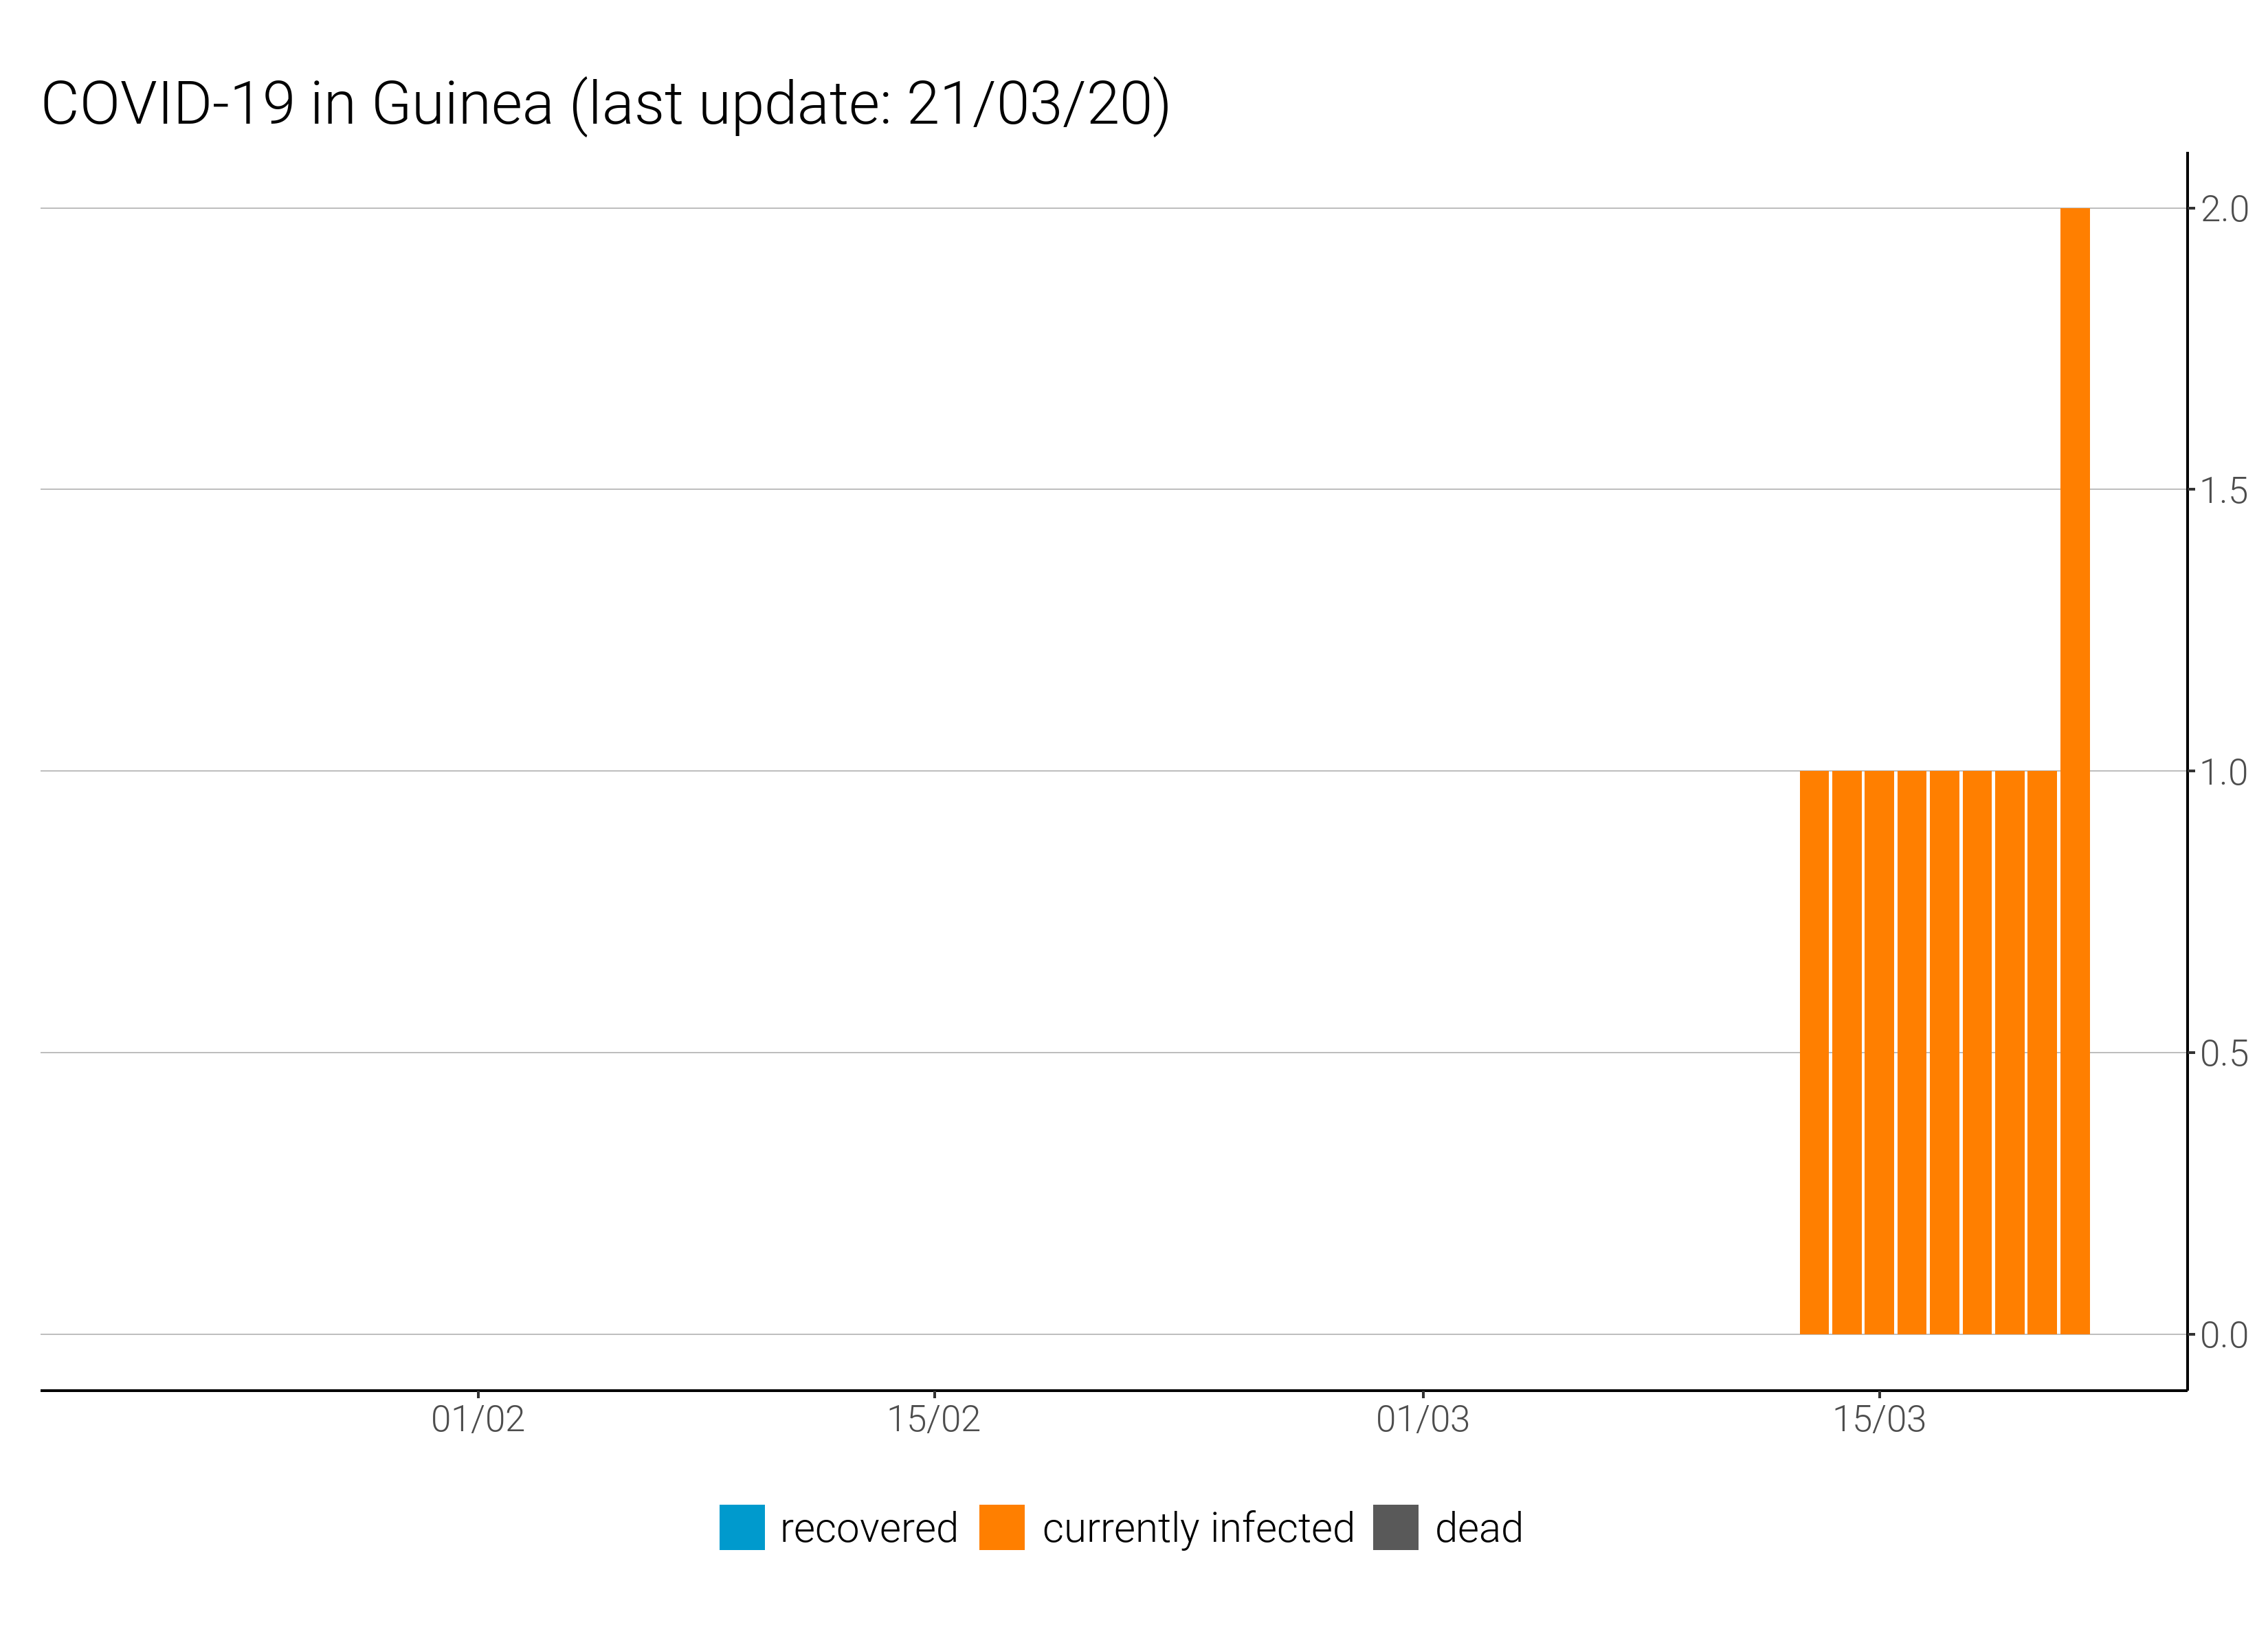 COVID-19 in Guinea (last update: 21/03/20)
2.0
1.5
1.0
0.5
0.0
01/02 15/02 01/03 15/03
recovered currently infected dead